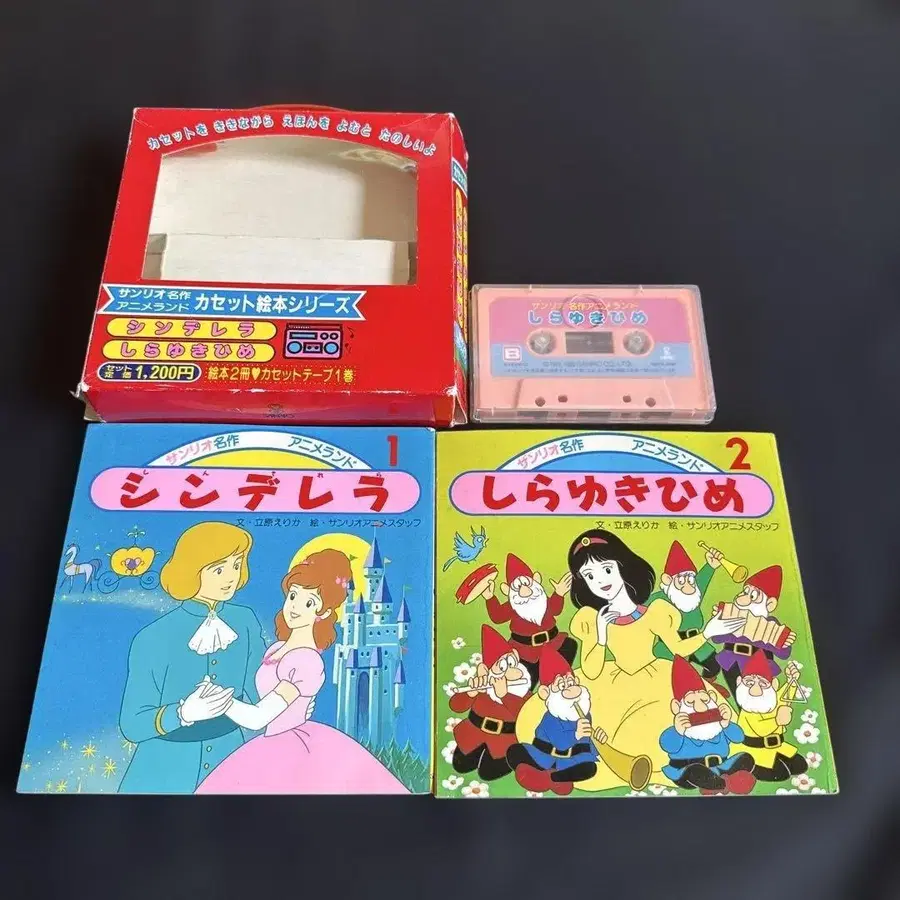 カセットを ききながら えほんを よむと たのしいよ
サンリオ名作
アニメランド
カセット絵本シリーズ
シンデレラ
しらゆきひめ
セット
定価 1,200円
絵本2冊♥カセットテープ1巻
サンリオ名作アニメランド
しらゆきひめ
B
サンリオ名作 アニメランド
1
シンデレラ
文・立原えりか 絵・サンリオアニメスタッフ
サンリオ名作 アニメランド
2
しらゆきひめ
文・立原えりか 絵・サンリオアニメスタッフ